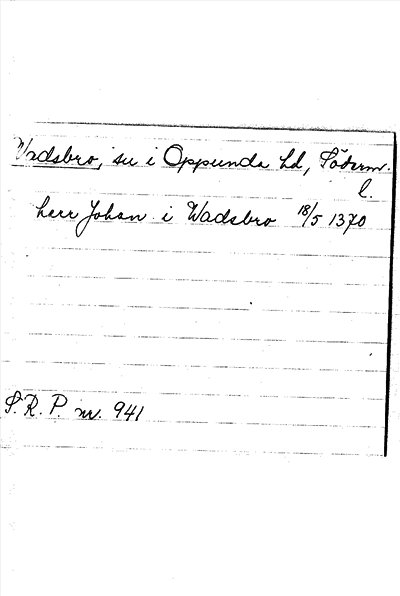 Vadsbro, sn i Oppunda hd, Söderm.
l.
herr Johan i Wadsbro 18/5 1370
S.R.P. nr. 941